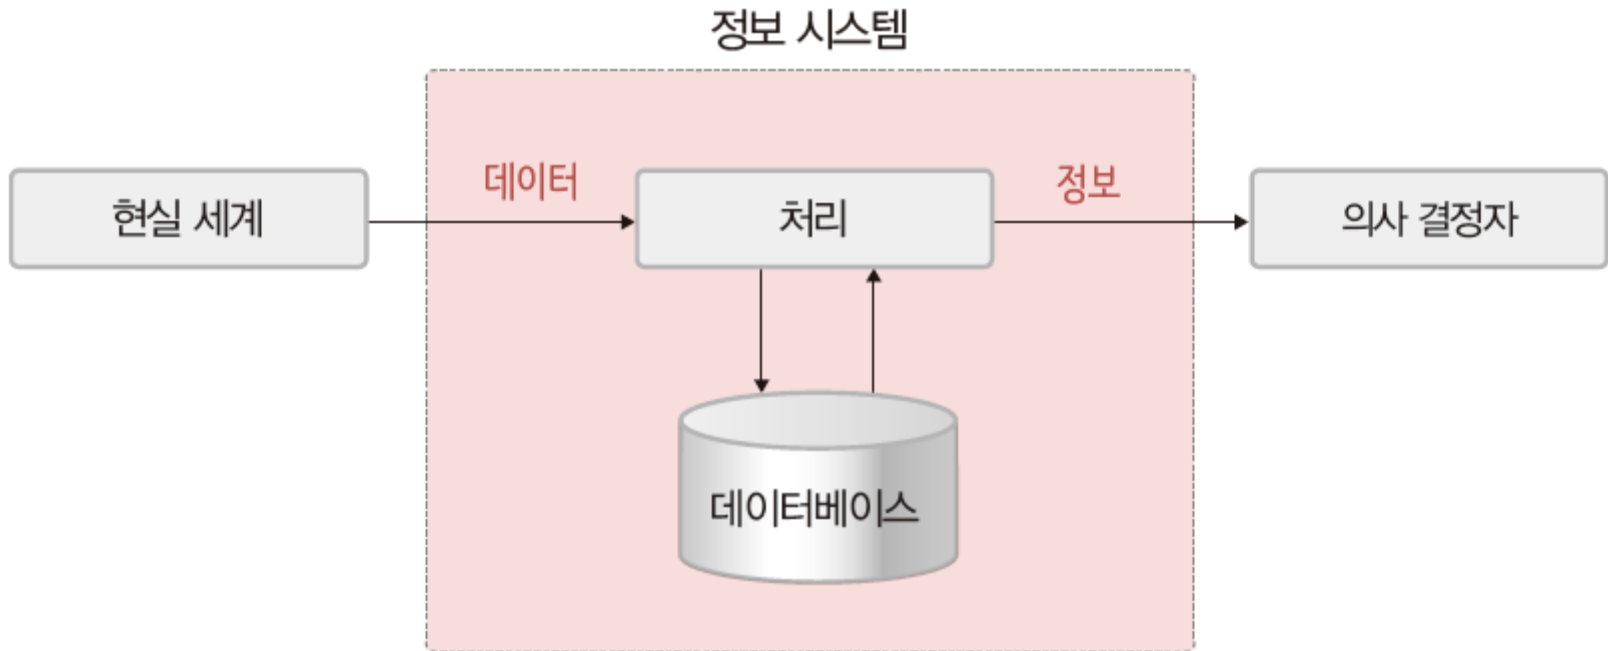 정보 시스템
데이터
정보
현실 세계
처리
의사 결정자
데이터베이스